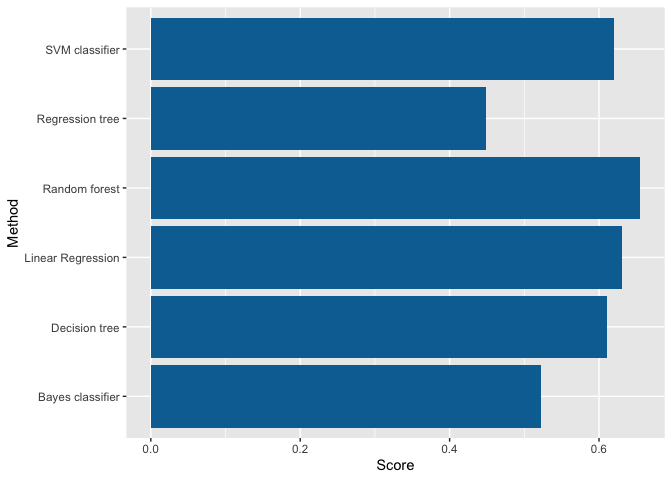 Method
SVM classifier
Regression tree
Random forest
Linear Regression
Decision tree
Bayes classifier
0.0 0.2 0.4 0.6
Score